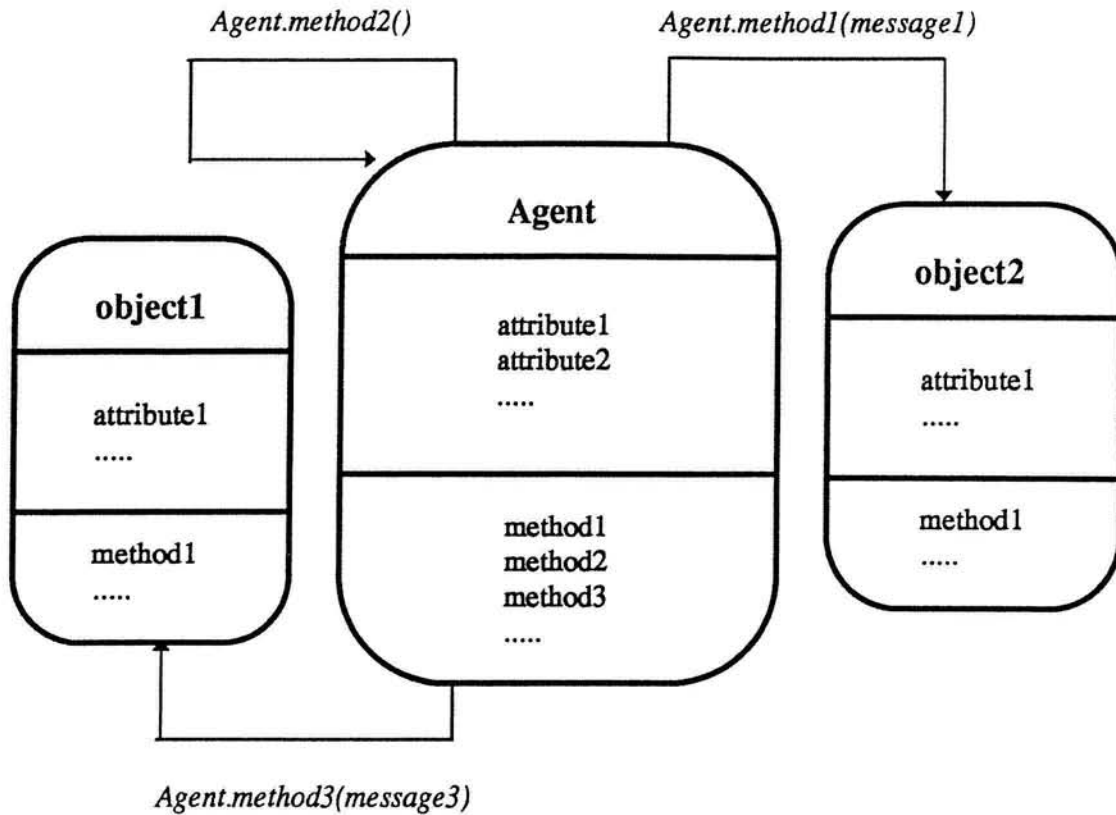 Agent.method2()
Agent.method1(message1)
Agent
attribute1
attribute2
.....
method1
method2
method3
.....
object1
attribute1
.....
method1
.....
object2
attribute1
.....
method1
.....
Agent.method3(message3)